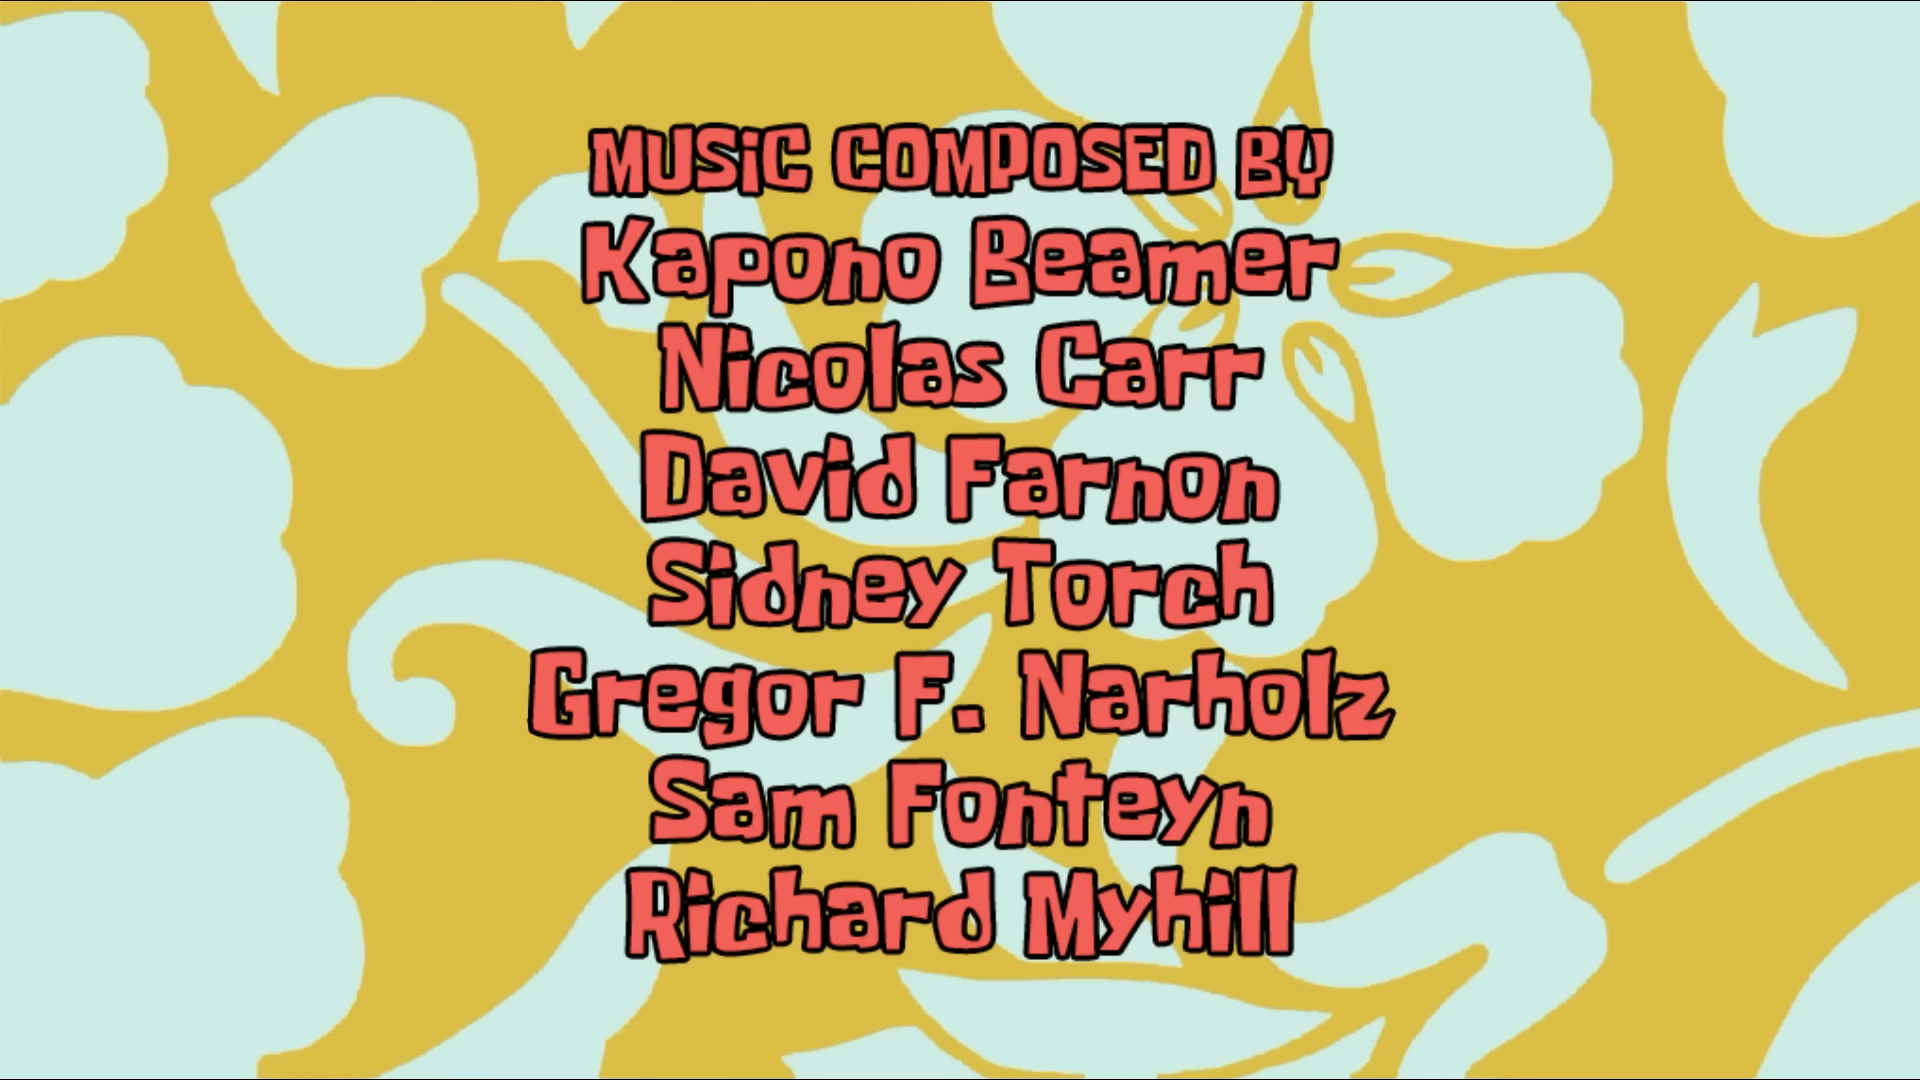 MUSiC COMPOSED BY
Kapono Beamer
Nicolas Carr
David Farnon
Sidney Torch
Gregor F. Narholz
Sam Fonteyn
Richard Myhill